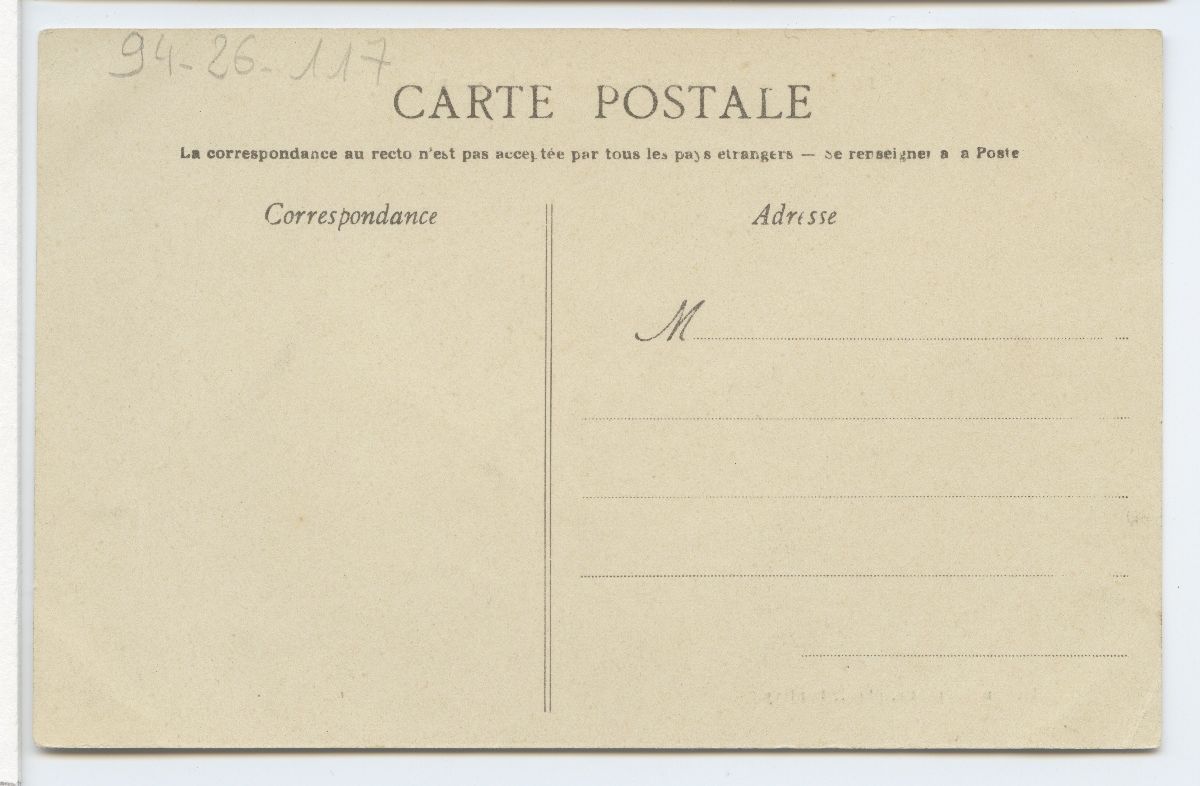 94-26-117
CARTE POSTALE
La correspondance au recto n'est pas acceptée par tous les pays etrangers — Se renseigner a a Poste
Correspondance
Adresse
M